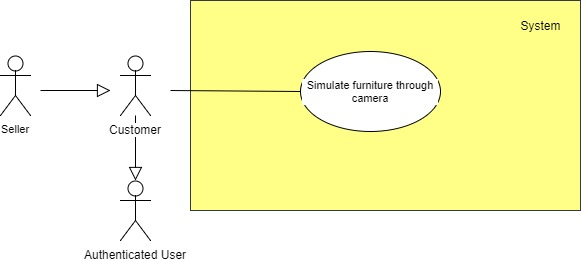 System
Simulate furniture through
camera
Seller
Customer
Authenticated User